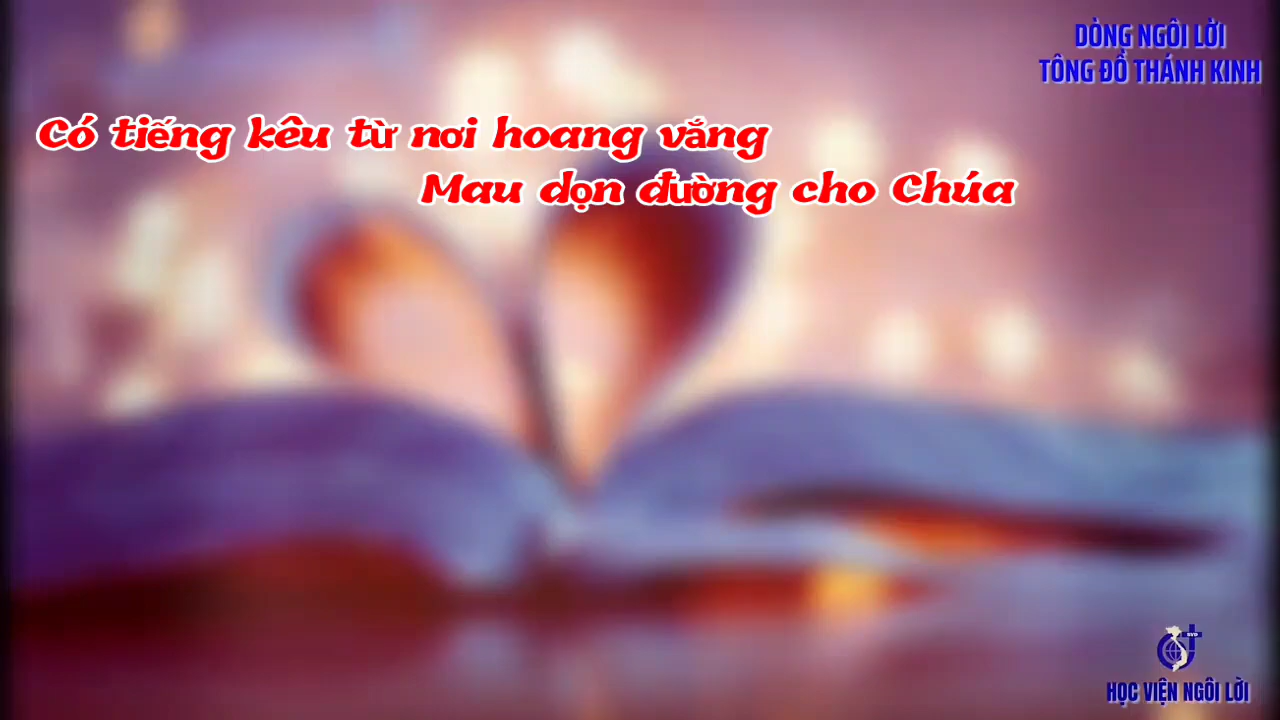 DÒNG NGÔI LỜI
TÔNG ĐỒ THÁNH KINH
Có tiếng kêu từ nơi hoang vắng
Mau dọn đường cho Chúa
SVD
HỌC VIỆN NGÔI LỜI